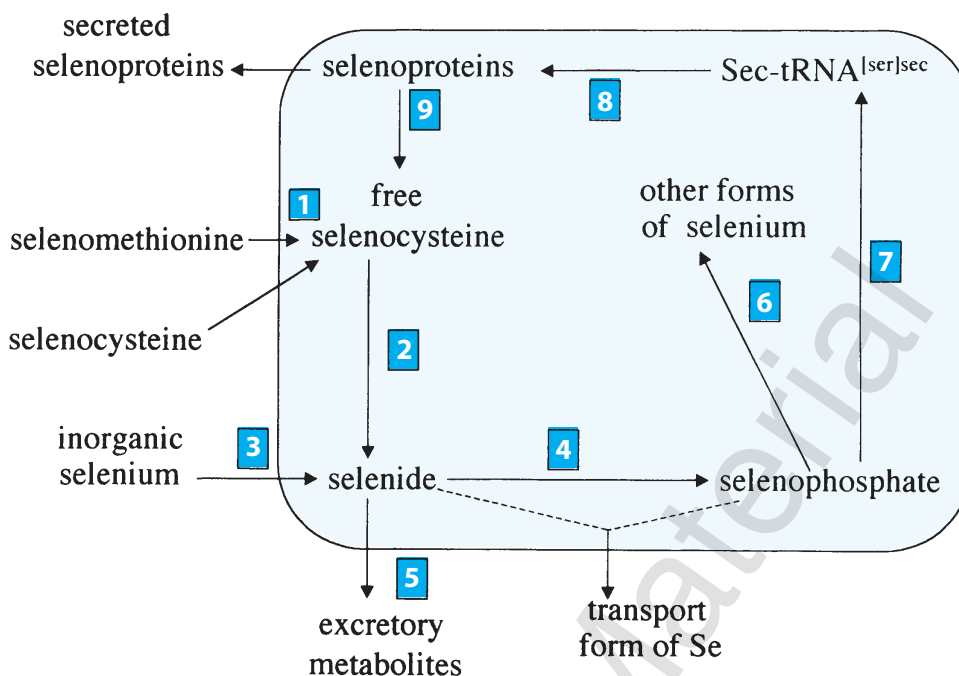 secreted
selenoproteins
selenoproteins
Sec-tRNA[ser]sec
8
9
free
selenocysteine
1
selenomethionine
selenocysteine
other forms
of selenium
7
6
2
inorganic
selenium
3
selenide
4
selenophosphate
5
excretory
metabolites
transport
form of Se
Material